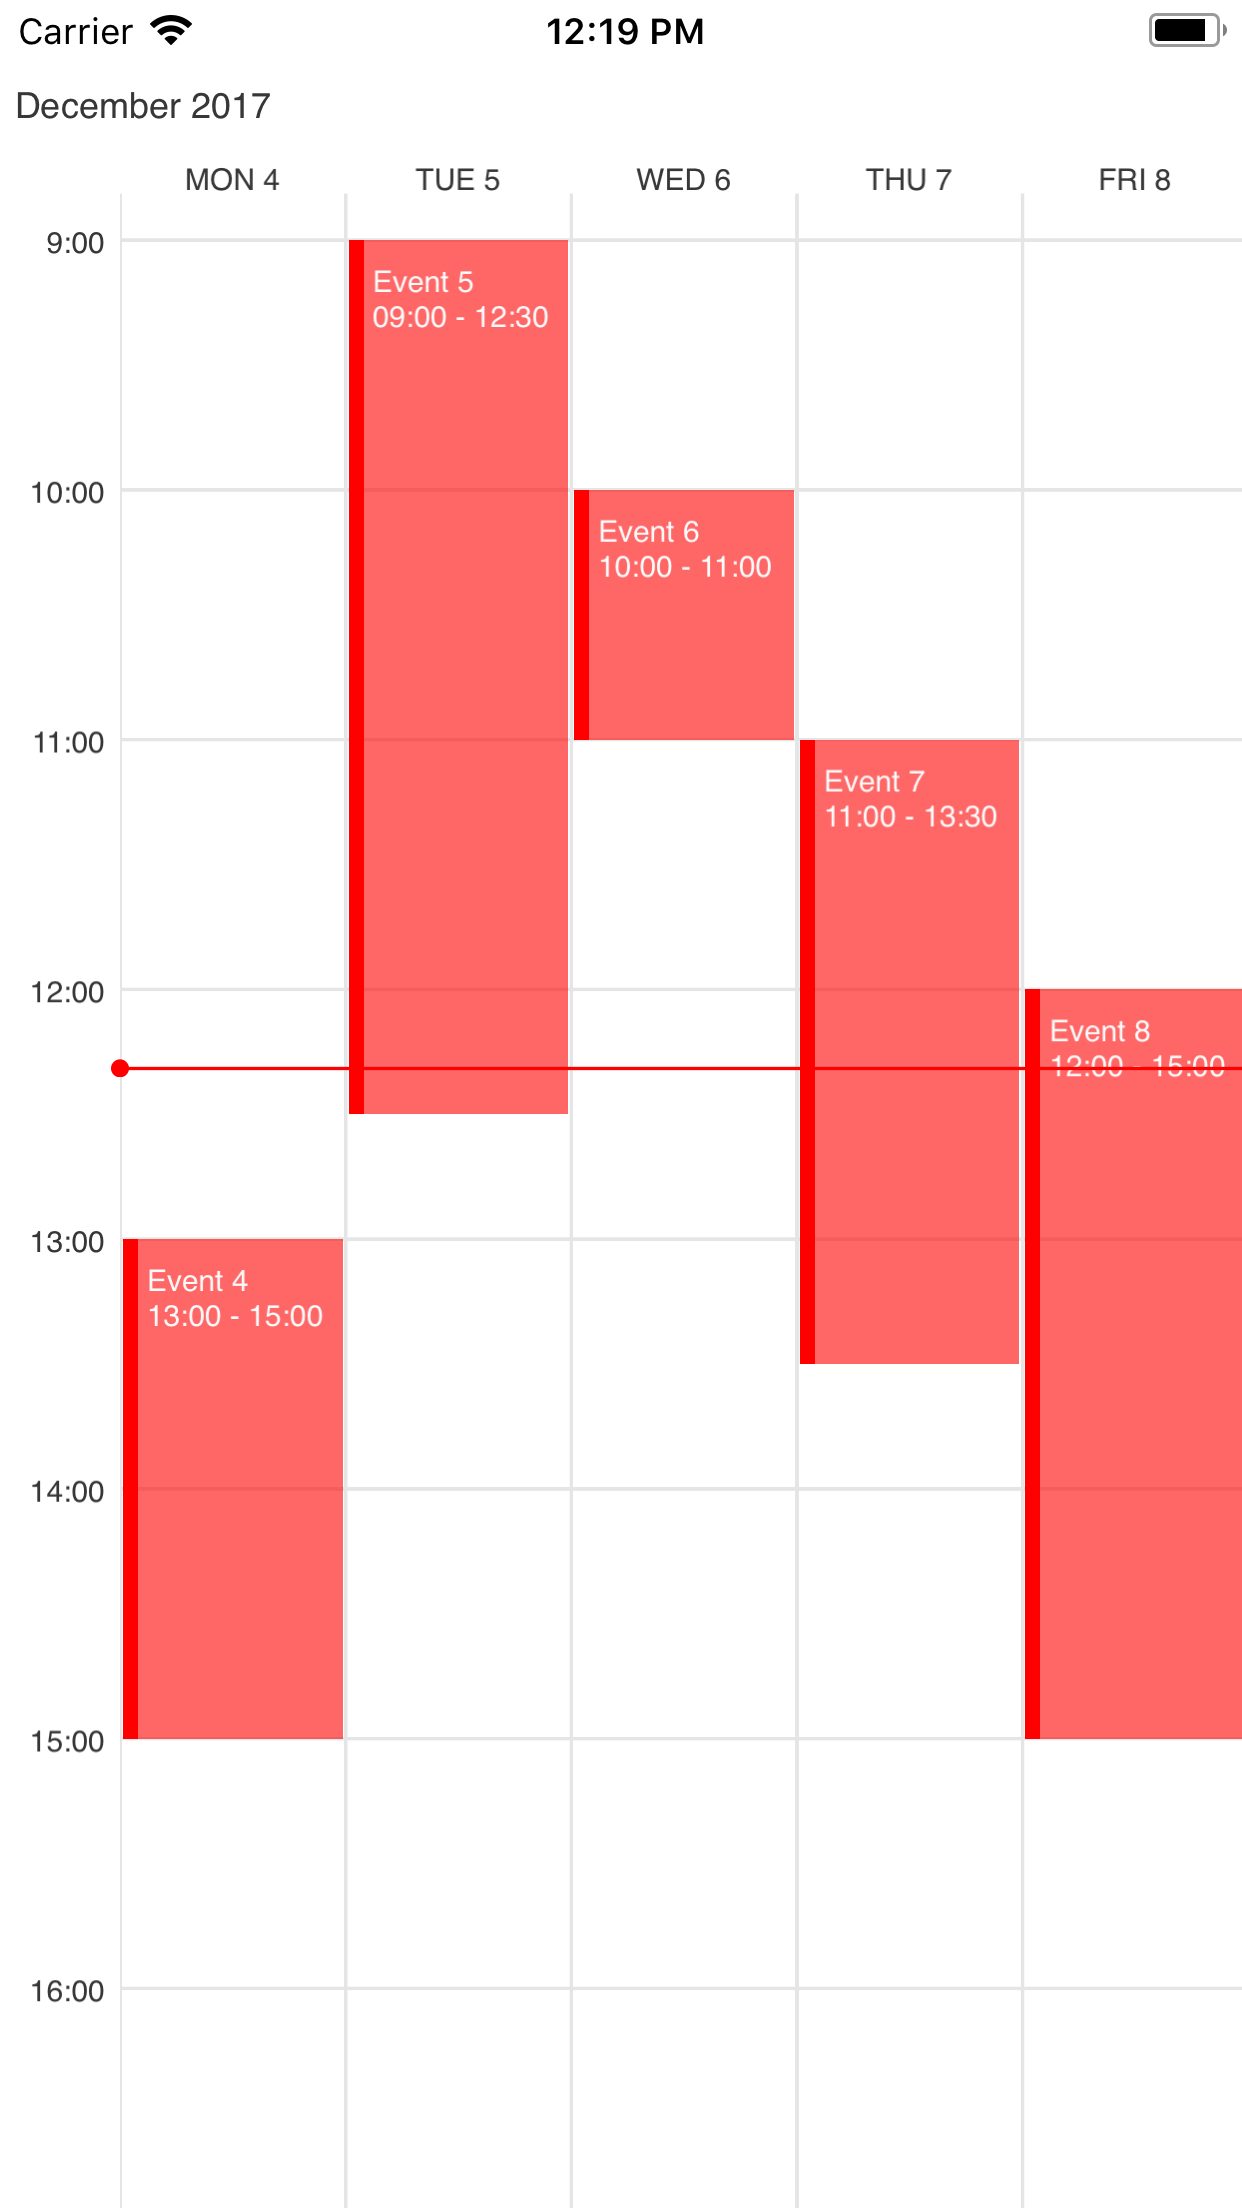 Carrier 12:19 PM
December 2017
MON 4 TUE 5 WED 6 THU 7 FRI 8
9:00
Event 5
09:00 - 12:30
10:00
Event 6
10:00 - 11:00
11:00
Event 7
11:00 - 13:30
12:00
Event 8
12:00 - 15:00
13:00
Event 4
13:00 - 15:00
14:00
15:00
16:00